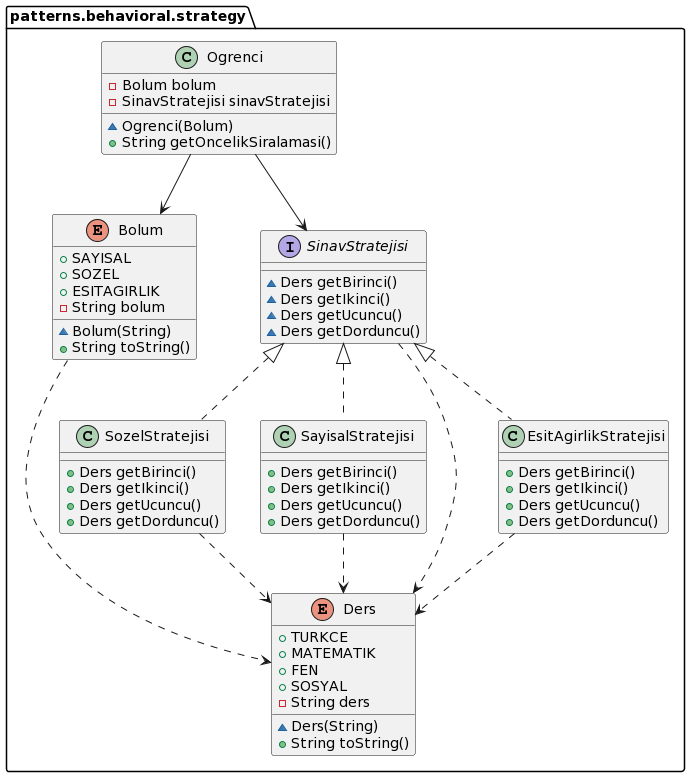 patterns.behavioral.strategy
C Ogrenci
Bolum bolum
SinavStratejisi sinavStratejisi
Ogrenci(Bolum)
String getOncelikSiralamasi()
E Bolum
SAYISAL
SOZEL
ESITAGIRLIK
String bolum
Bolum(String)
String toString()
I SinavStratejisi
Ders getBirinci()
Ders getIkinci()
Ders getUcuncu()
Ders getDorduncu()
C SozelStratejisi
Ders getBirinci()
Ders getIkinci()
Ders getUcuncu()
Ders getDorduncu()
C SayisalStratejisi
Ders getBirinci()
Ders getIkinci()
Ders getUcuncu()
Ders getDorduncu()
C EsitAgirlikStratejisi
Ders getBirinci()
Ders getIkinci()
Ders getUcuncu()
Ders getDorduncu()
E Ders
TURKCE
MATEMATIK
FEN
SOSYAL
String ders
Ders(String)
String toString()